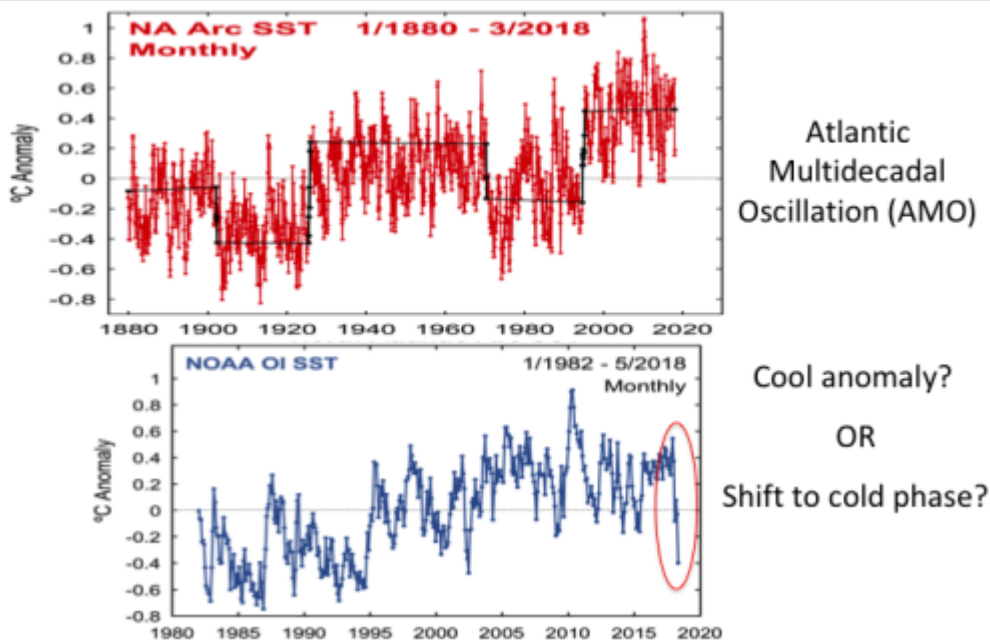 NA Arc SST 1/1880 - 3/2018
Monthly
1
0.8
0.6
0.4
0.2
0
-0.2
-0.4
-0.6
-0.8
ºC Anomaly
1880 1900 1920 1940 1960 1980 2000 2020
Atlantic
Multidecadal
Oscillation (AMO)
NOAA OI SST 1/1982 - 5/2018
Monthly
1
0.8
0.6
0.4
0.2
0
-0.2
-0.4
-0.6
-0.8
ºC Anomaly
1980 1985 1990 1995 2000 2005 2010 2015 2020
Cool anomaly?
OR
Shift to cold phase?